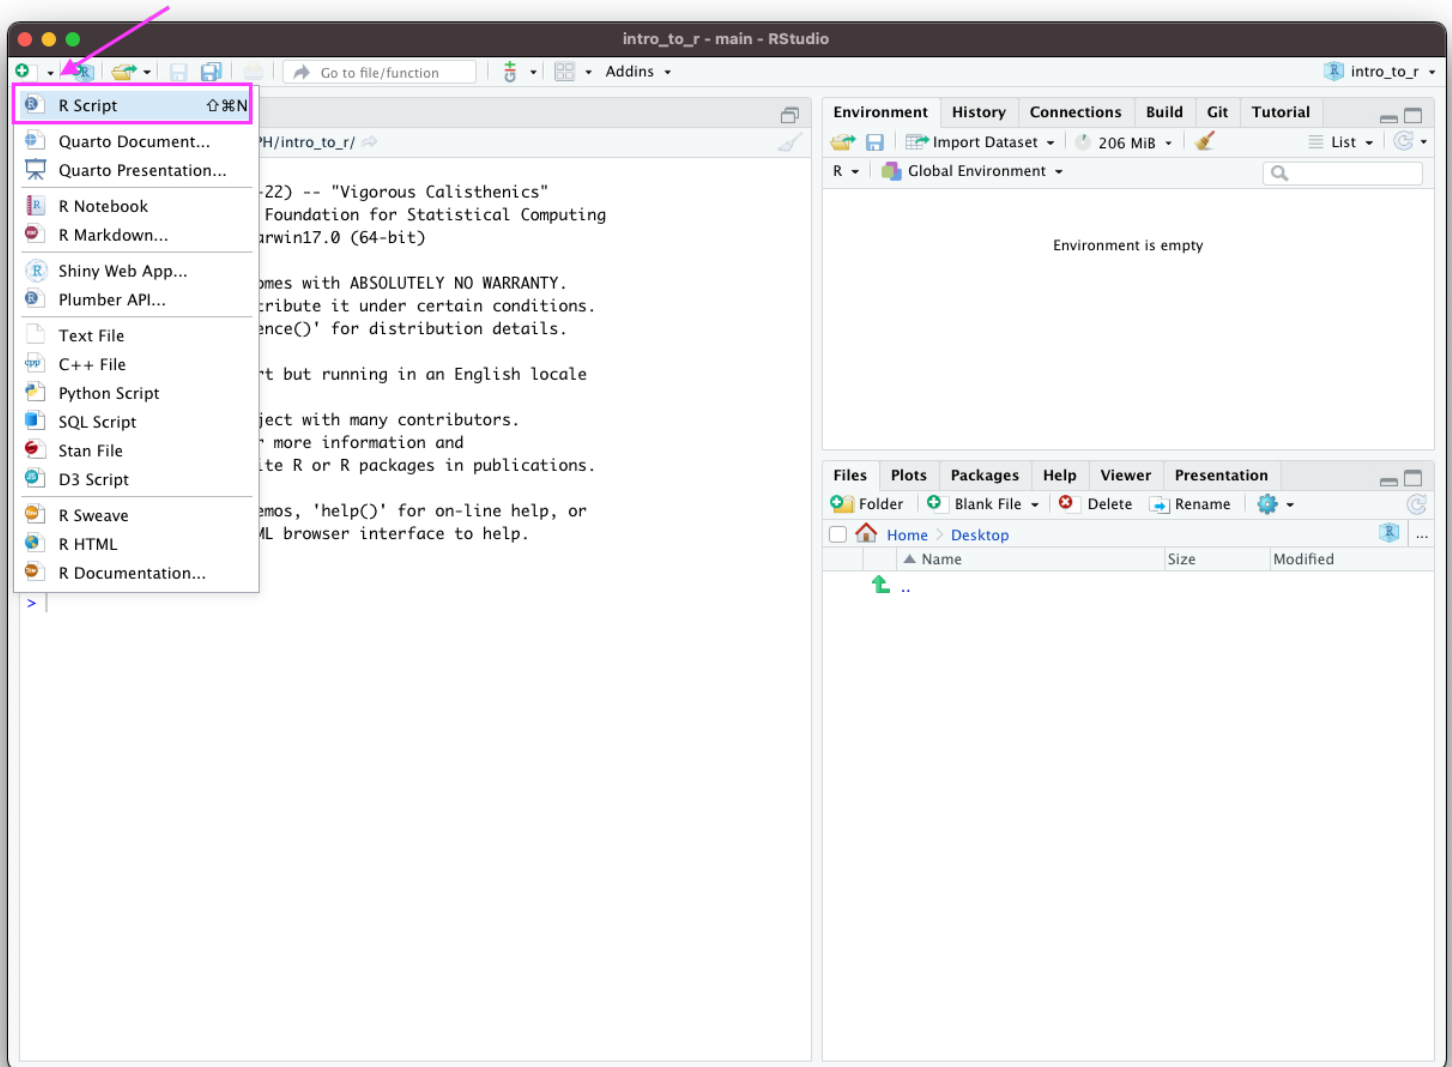 intro_to_r - main - RStudio
Go to file/function
Addins
intro_to_r
R Script ⇧⌘N
Quarto Document...
Quarto Presentation...
R Notebook
R Markdown...
Shiny Web App...
Plumber API...
Text File
C++ File
Python Script
SQL Script
Stan File
D3 Script
R Sweave
R HTML
R Documentation...
PH/intro_to_r/
-22) -- "Vigorous Calisthenics"
Foundation for Statistical Computing
arwin17.0 (64-bit)
omes with ABSOLUTELY NO WARRANTY.
tribute it under certain conditions.
ence()' for distribution details.
rt but running in an English locale
ject with many contributors.
r more information and
ite R or R packages in publications.
emos, 'help()' for on-line help, or
ML browser interface to help.
>
Environment History Connections Build Git Tutorial
Import Dataset 206 MiB List
R Global Environment
Environment is empty
Files Plots Packages Help Viewer Presentation
Folder Blank File Delete Rename
Home Desktop ...
Name Size Modified
..